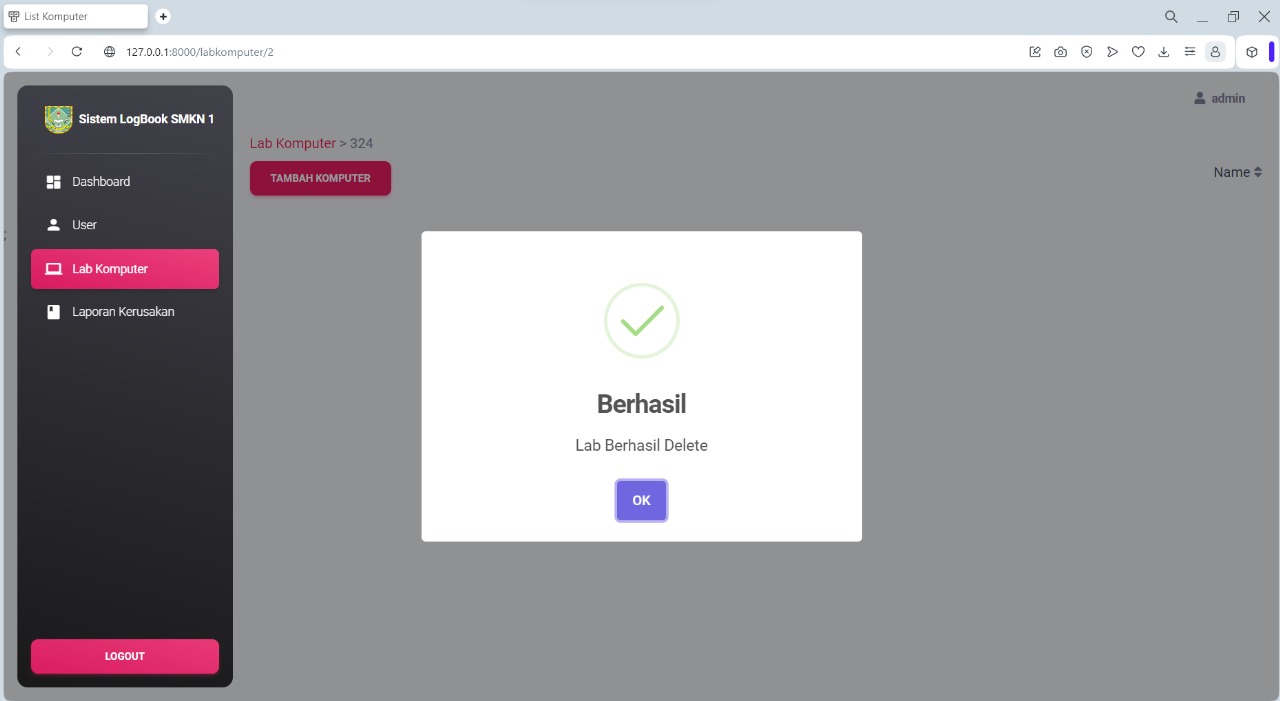 List Komputer
127.0.0.1:8000/labkomputer/2
Sistem LogBook SMKN 1
admin
Lab Komputer > 324
TAMBAH KOMPUTER
Name
Dashboard
User
;
Lab Komputer
Laporan Kerusakan
Berhasil
Lab Berhasil Delete
OK
LOGOUT